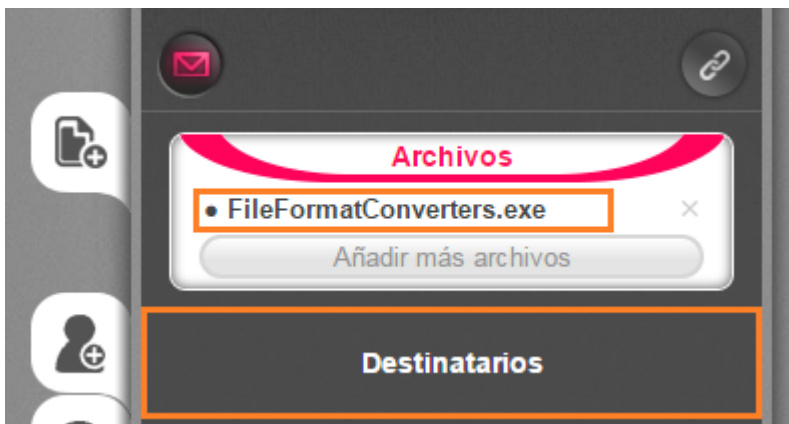 Archivos
• FileFormatConverters.exe
Añadir más archivos
Destinatarios